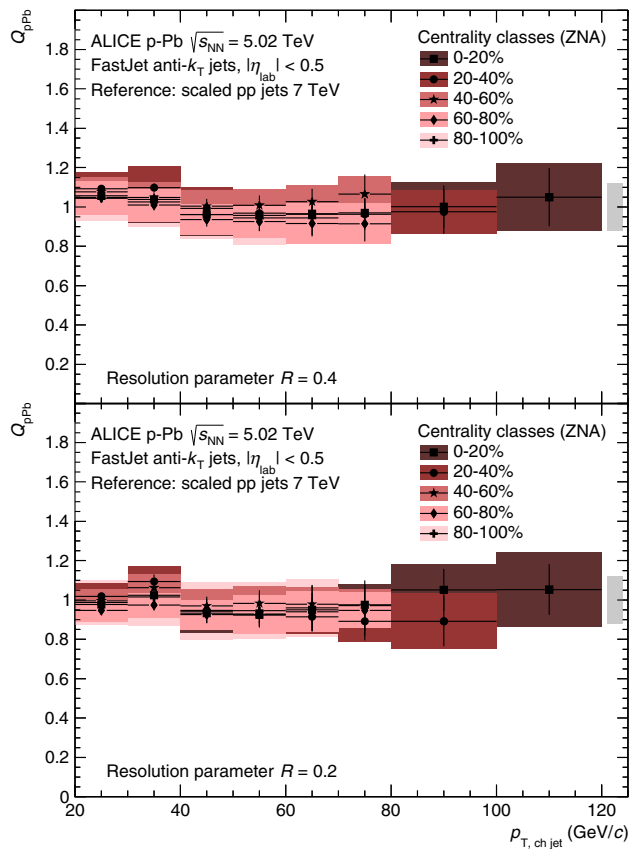 Q_pPb
2
1.8
1.6
1.4
1.2
1
0.8
0.6
0.4
0.2
ALICE p-Pb √s_NN = 5.02 TeV
FastJet anti-k_T jets, |η_lab| < 0.5
Reference: scaled pp jets 7 TeV
Centrality classes (ZNA)
0-20%
20-40%
40-60%
60-80%
80-100%
Resolution parameter R = 0.4
Q_pPb
1.8
1.6
1.4
1.2
1
0.8
0.6
0.4
0.2
0
ALICE p-Pb √s_NN = 5.02 TeV
FastJet anti-k_T jets, |η_lab| < 0.5
Reference: scaled pp jets 7 TeV
Centrality classes (ZNA)
0-20%
20-40%
40-60%
60-80%
80-100%
Resolution parameter R = 0.2
20 40 60 80 100 120
p_T, ch jet (GeV/c)